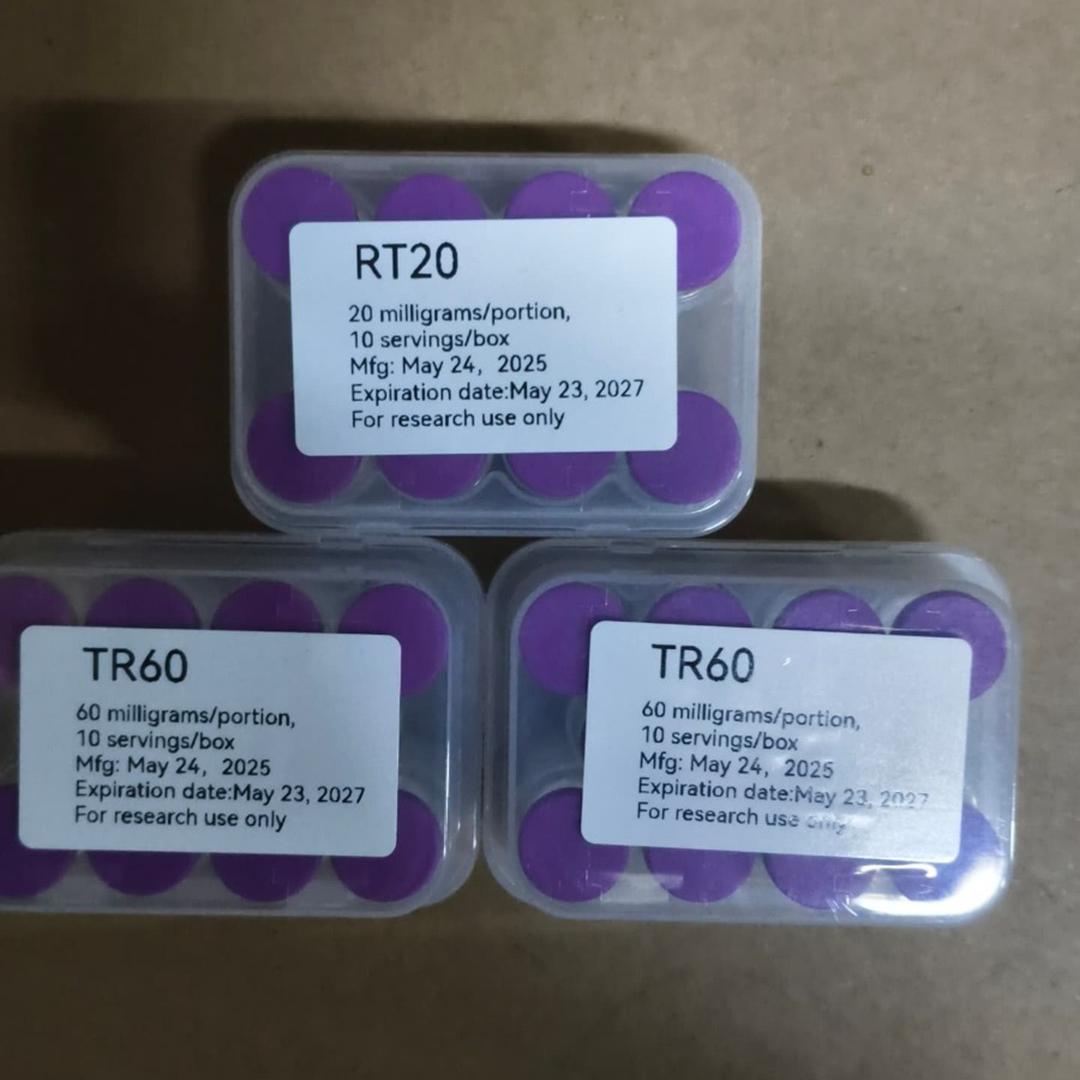 RT20
20 milligrams/portion,
10 servings/box
Mfg: May 24, 2025
Expiration date:May 23, 2027
For research use only
TR60
60 milligrams/portion,
10 servings/box
Mfg: May 24, 2025
Expiration date:May 23, 2027
For research use only
TR60
60 milligrams/portion,
10 servings/box
Mfg: May 24, 2025
Expiration date:May 23, 2027
For research use only